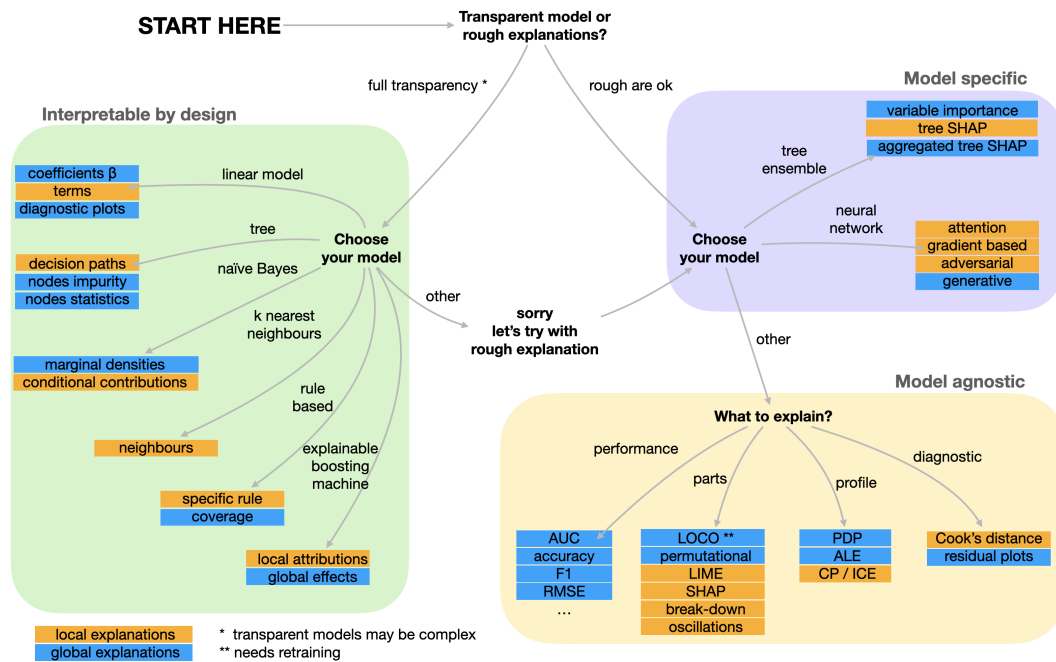 START HERE
Transparent model or
rough explanations?
full transparency *
rough are ok
Interpretable by design
coefficients β
terms
diagnostic plots
linear model
tree
decision paths
nodes impurity
nodes statistics
naïve Bayes
Choose
your model
k nearest
neighbours
marginal densities
conditional contributions
rule
based
neighbours
explainable
boosting
machine
specific rule
coverage
local attributions
global effects
other
sorry
let's try with
rough explanation
Model specific
variable importance
tree SHAP
aggregated tree SHAP
tree
ensemble
neural
network
Choose
your model
attention
gradient based
adversarial
generative
other
Model agnostic
What to explain?
performance
parts
profile
diagnostic
AUC
accuracy
F1
RMSE
...
LOCO **
permutational
LIME
SHAP
break-down
oscillations
PDP
ALE
CP / ICE
Cook's distance
residual plots
local explanations
global explanations
* transparent models may be complex
** needs retraining